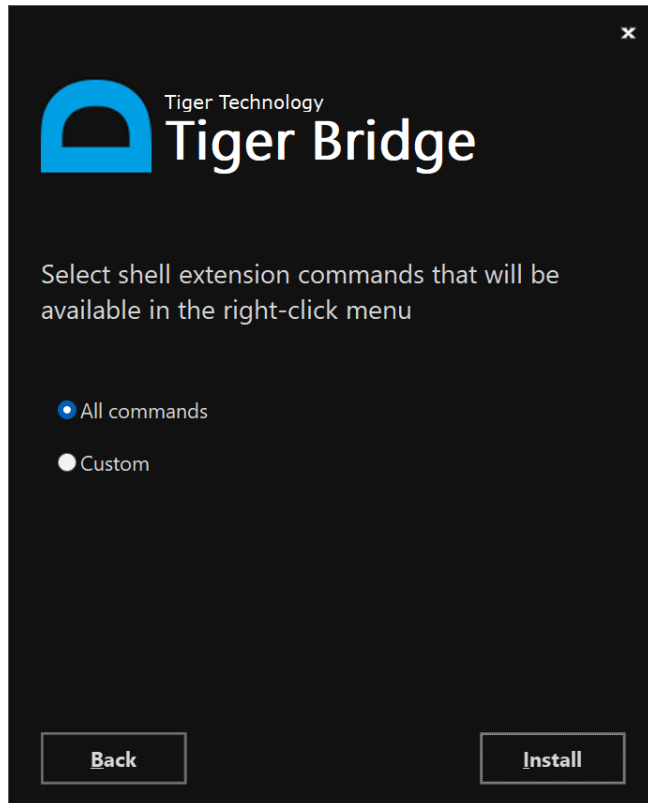 x
Tiger Technology
Tiger Bridge
Select shell extension commands that will be
available in the right-click menu
All commands
Custom
Back
Install